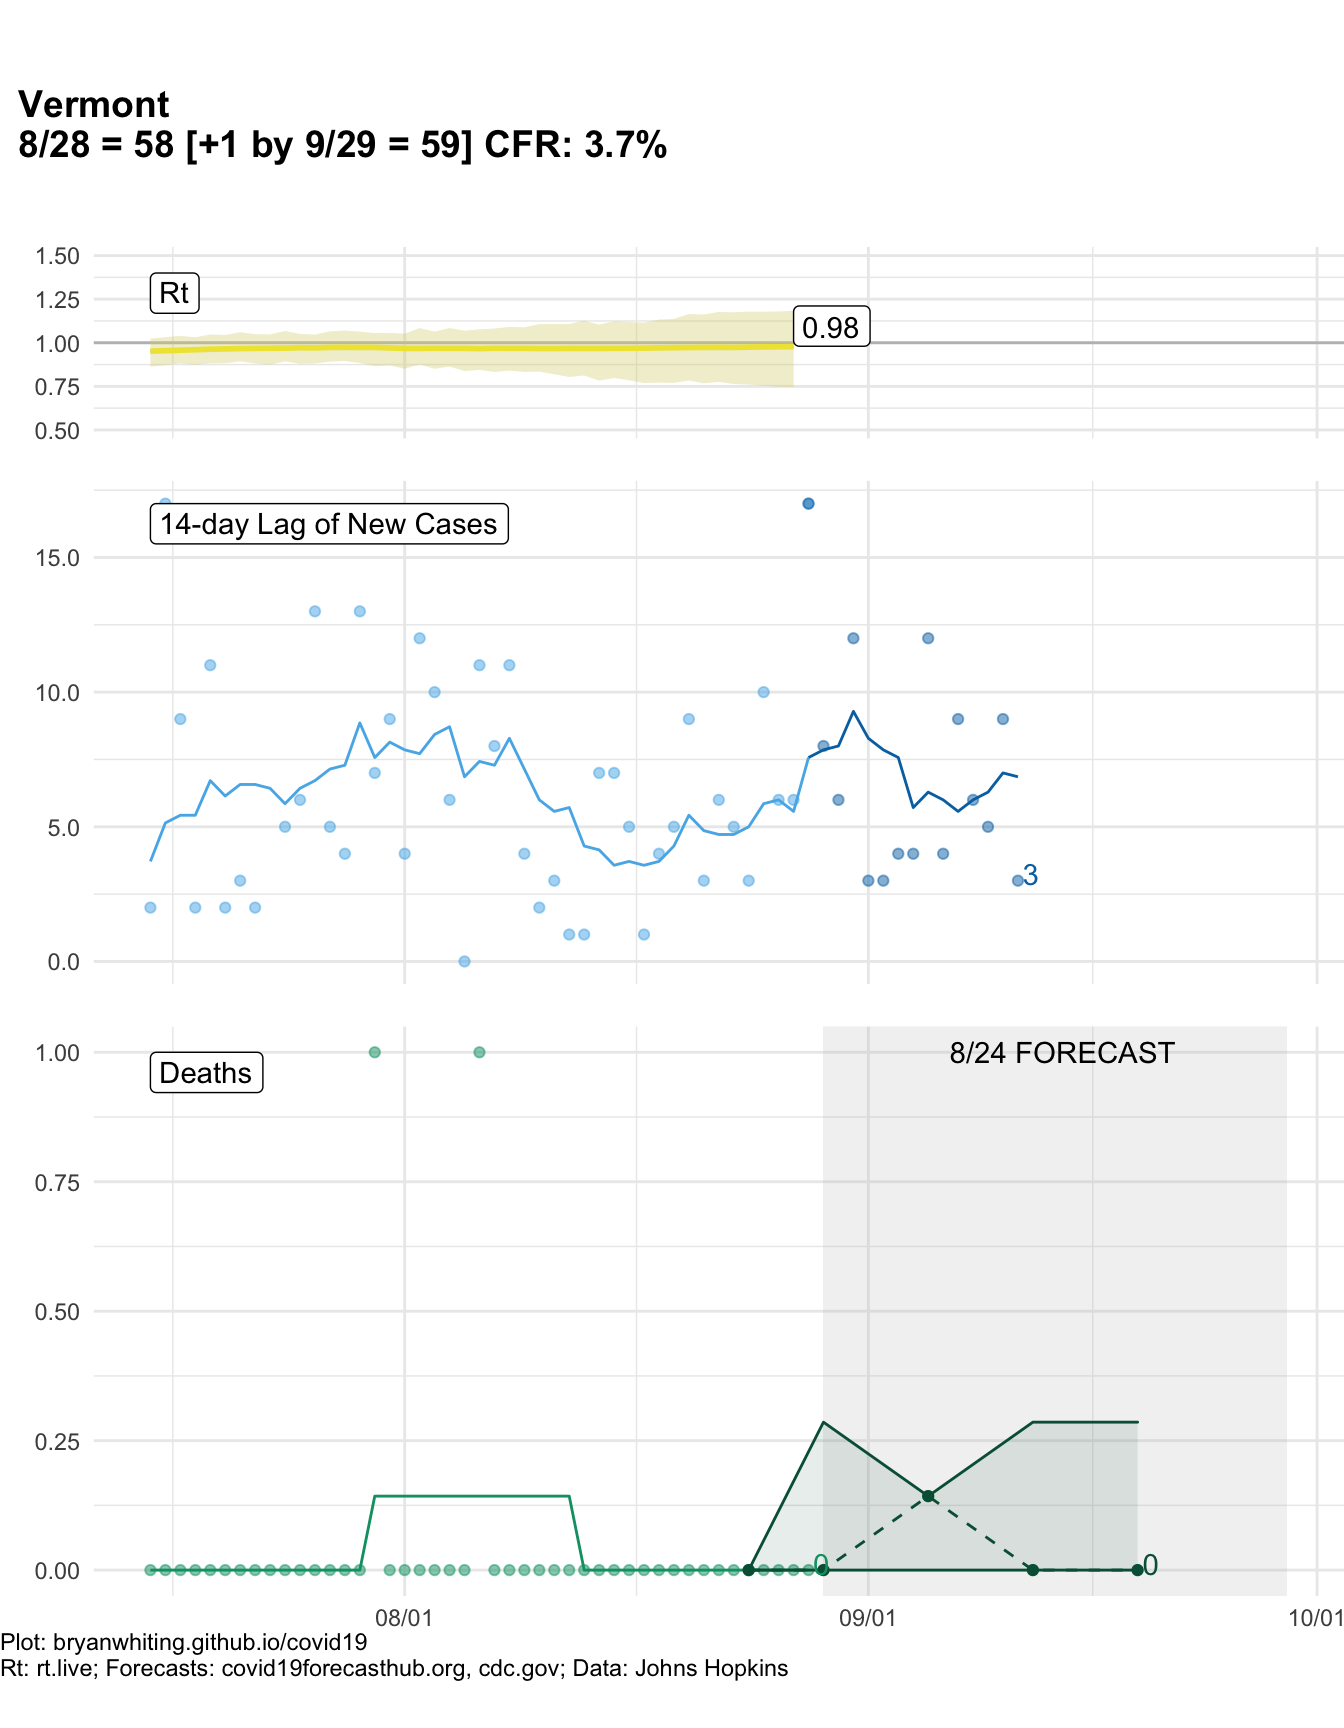 Vermont
8/28 = 58 [+1 by 9/29 = 59] CFR: 3.7%
1.50
Rt
1.25
0.98
1.00
0.75
0.50
14-day Lag of New Cases
15.0
10.0
5.0
3
0.0
8/24 FORECAST
1.00
Deaths
0.75
0.50
0.25
0.00
0
0
08/01
09/01
10/01
Plot: bryanwhiting.github.io/covid19
Rt: rt.live; Forecasts: covid19forecasthub.org, cdc.gov; Data: Johns Hopkins